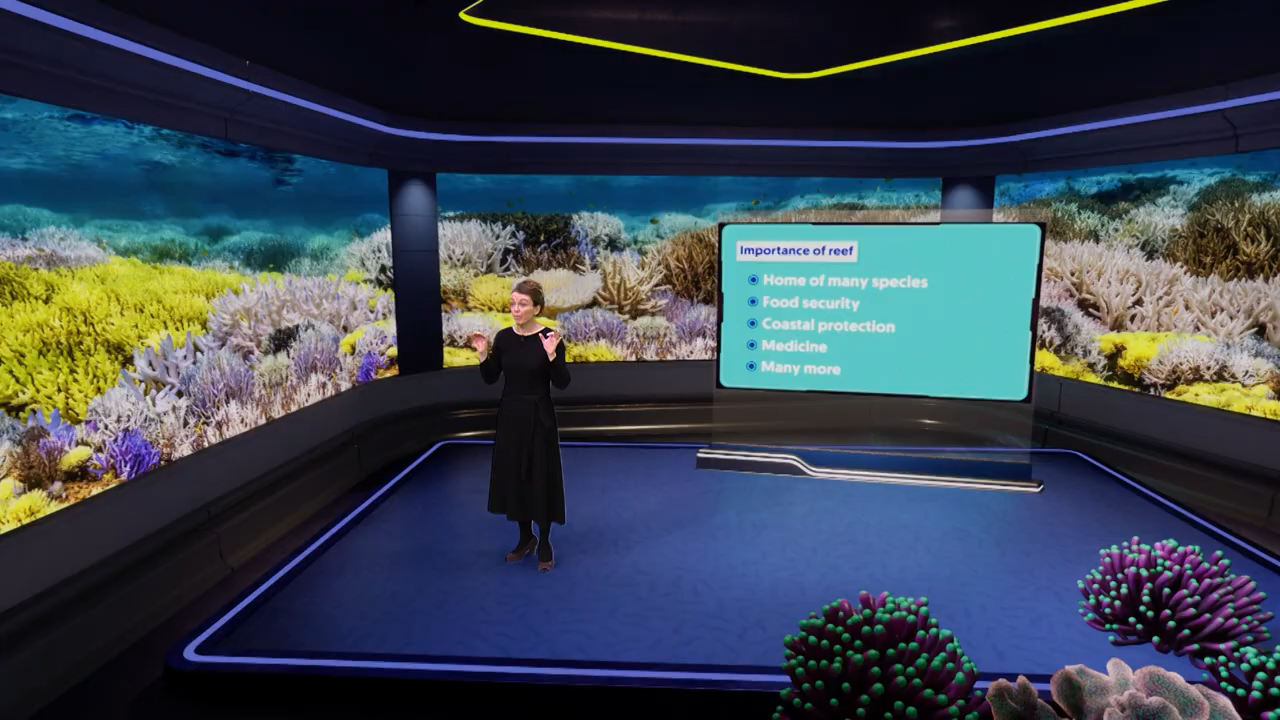 Importance of reef
Home of many species
Food security
Coastal protection
Medicine
Many more